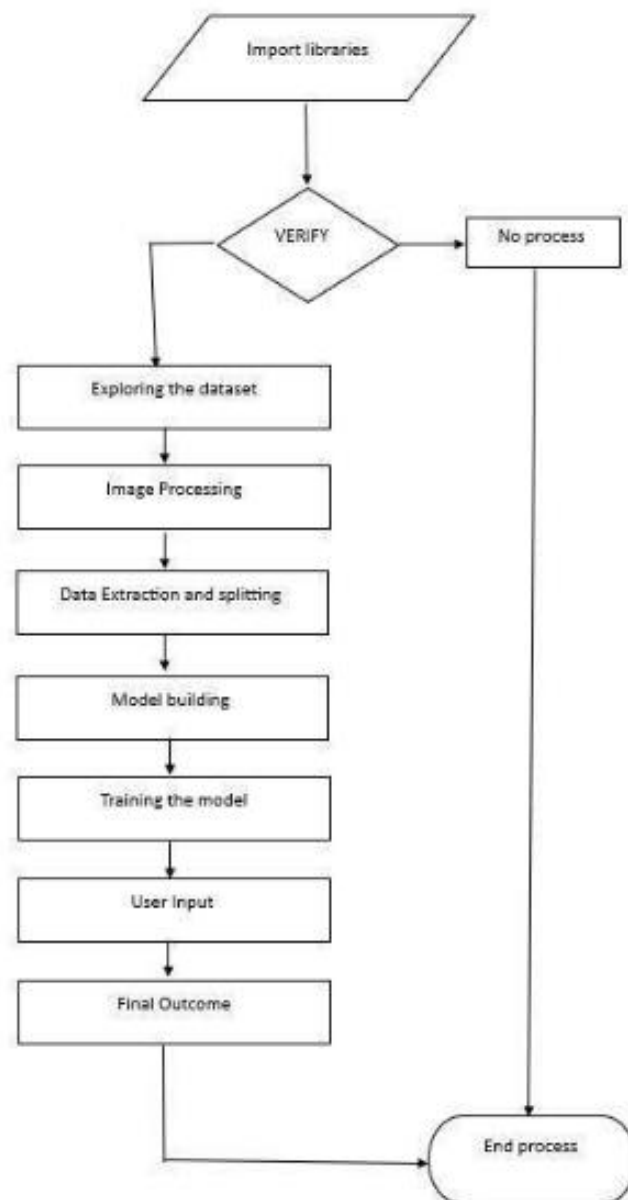 Import libraries
VERIFY
No process
Exploring the dataset
Image Processing
Data Extraction and splitting
Model building
Training the model
User Input
Final Outcome
End process